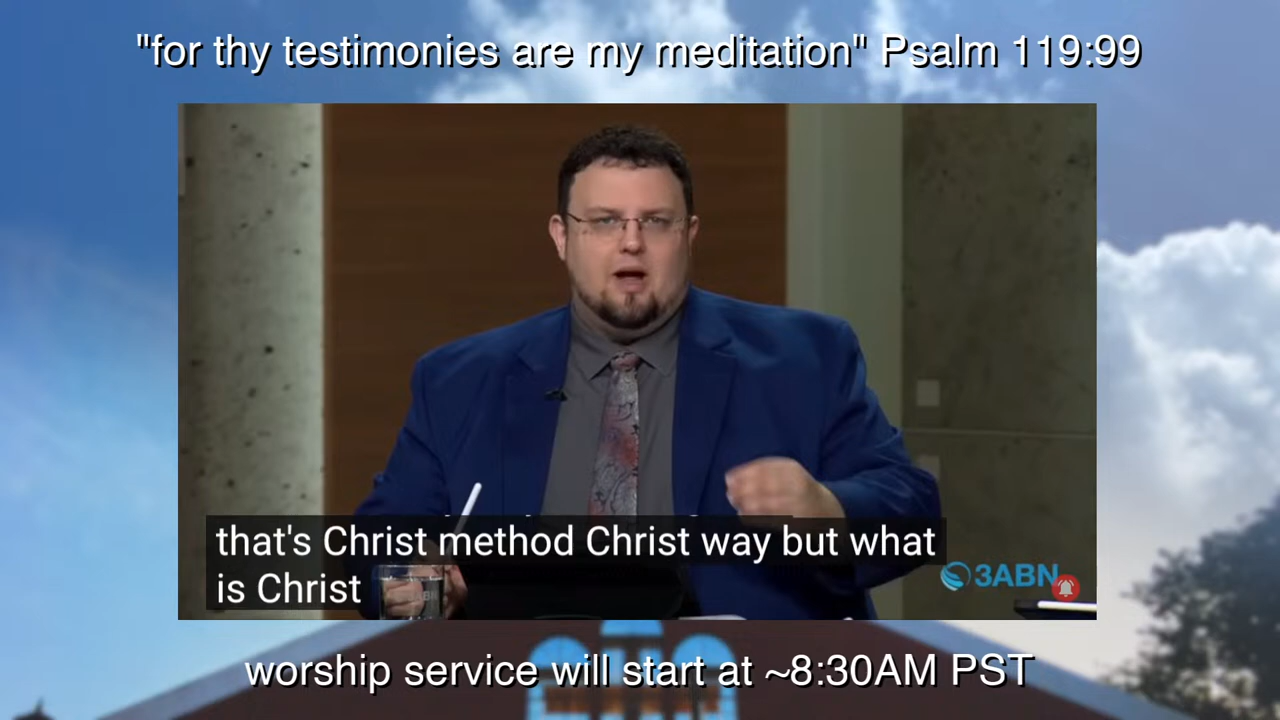 "for thy testimonies are my meditation" Psalm 119:99
that's Christ method Christ way but what
is Christ
3ABN
worship service will start at ~8:30AM PST